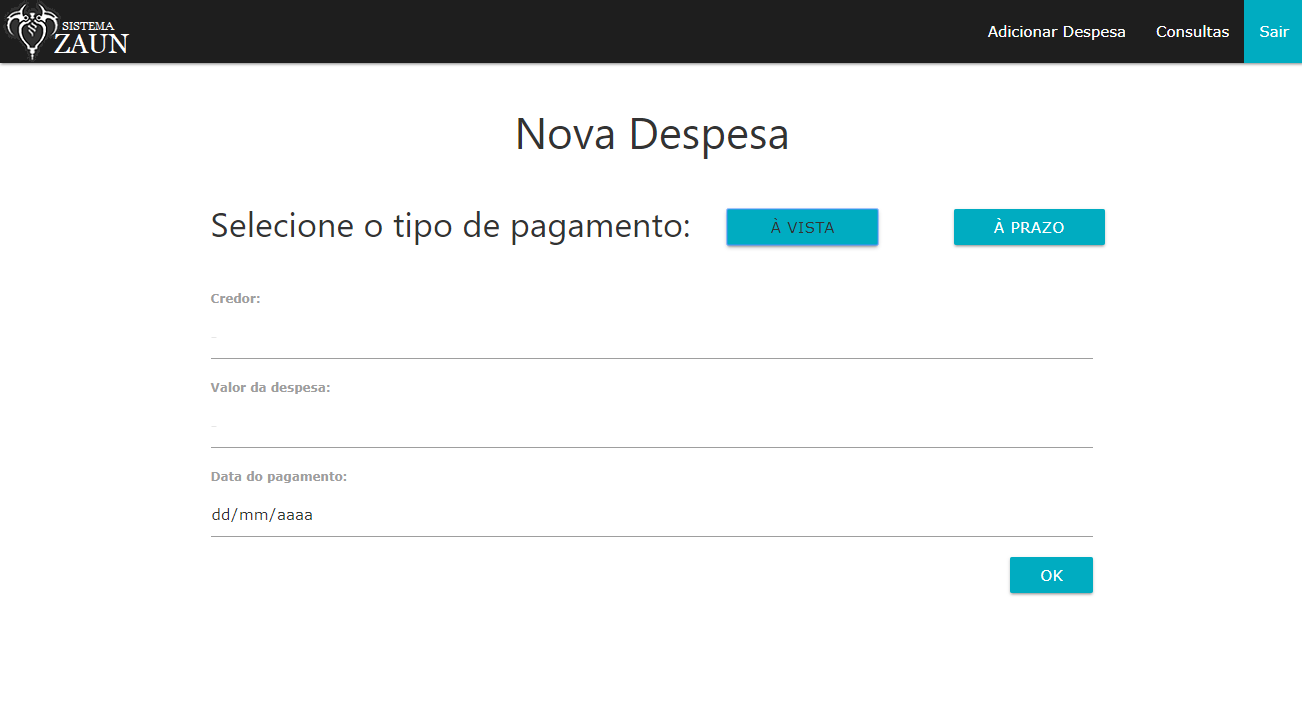 SISTEMA
ZAUN
Adicionar Despesa Consultas Sair
Nova Despesa
Selecione o tipo de pagamento: À VISTA À PRAZO
Credor:
Valor da despesa:
Data do pagamento:
dd/mm/aaaa
OK